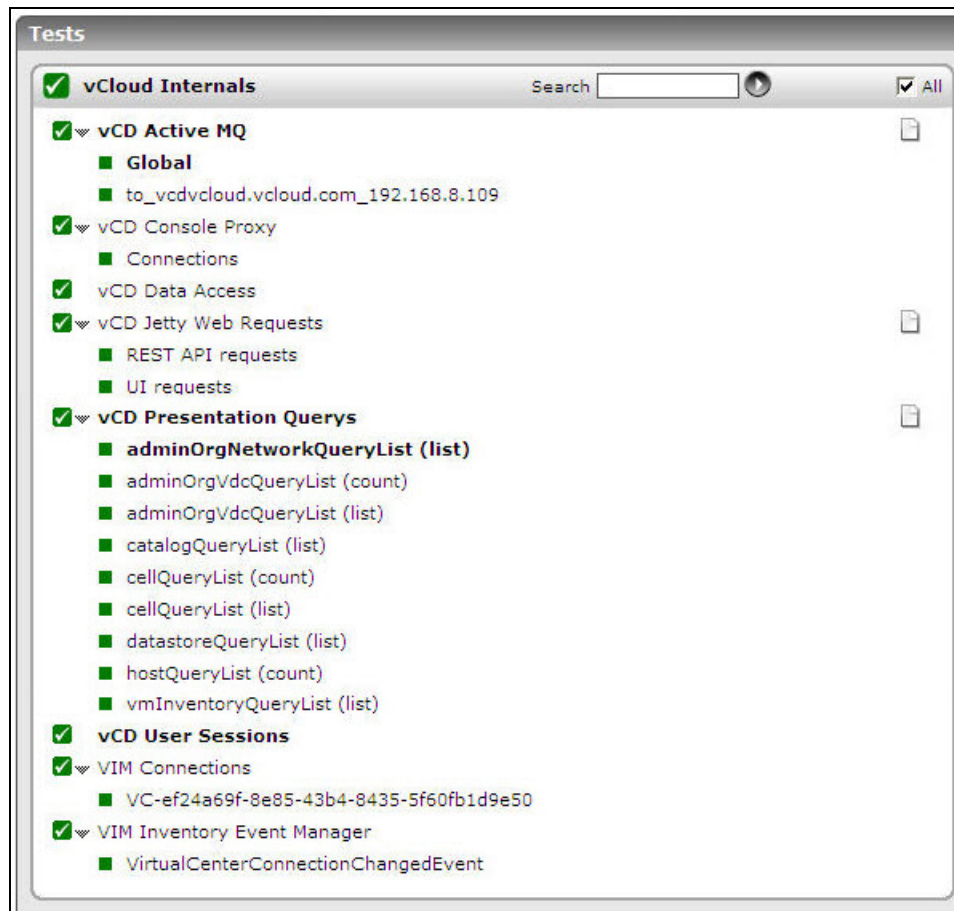 Tests
vCloud Internals Search All
vCD Active MQ
Global
to_vcdvcloud.vcloud.com_192.168.8.109
vCD Console Proxy
Connections
vCD Data Access
vCD Jetty Web Requests
REST API requests
UI requests
vCD Presentation Querys
adminOrgNetworkQueryList (list)
adminOrgVdcQueryList (count)
adminOrgVdcQueryList (list)
catalogQueryList (list)
cellQueryList (count)
cellQueryList (list)
datastoreQueryList (list)
hostQueryList (count)
vmInventoryQueryList (list)
vCD User Sessions
VIM Connections
VC-ef24a69f-8e85-43b4-8435-5f60fb1d9e50
VIM Inventory Event Manager
VirtualCenterConnectionChangedEvent